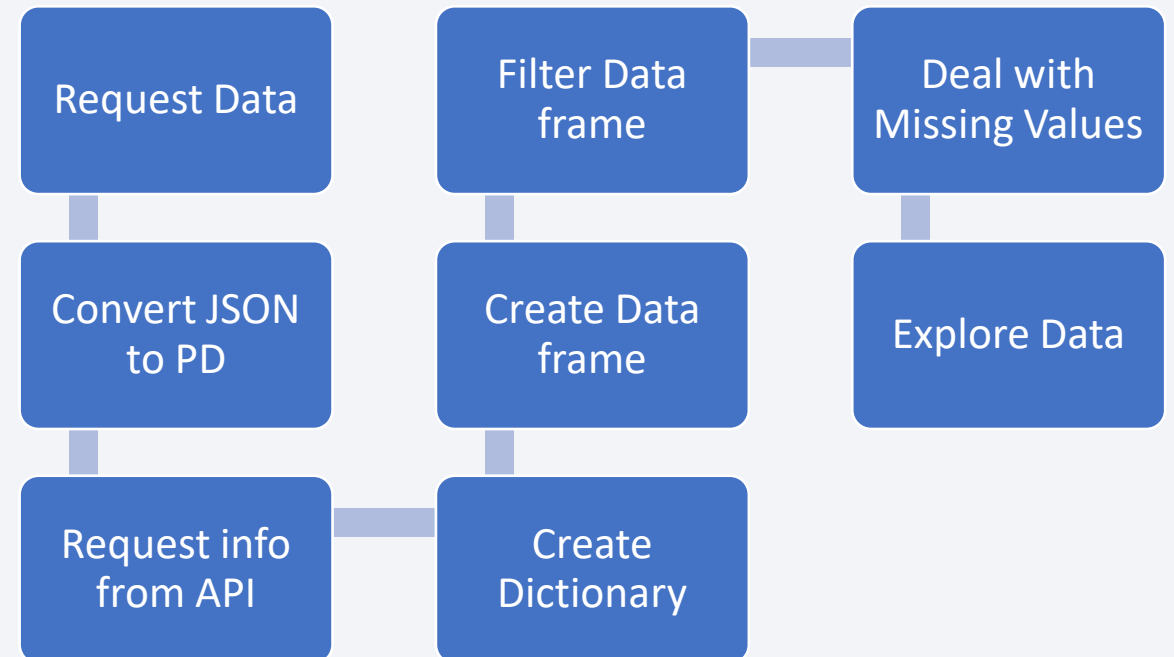 Request Data
Convert JSON
to PD
Request info
from API
Create
Dictionary
Create Data
frame
Filter Data
frame
Deal with
Missing Values
Explore Data